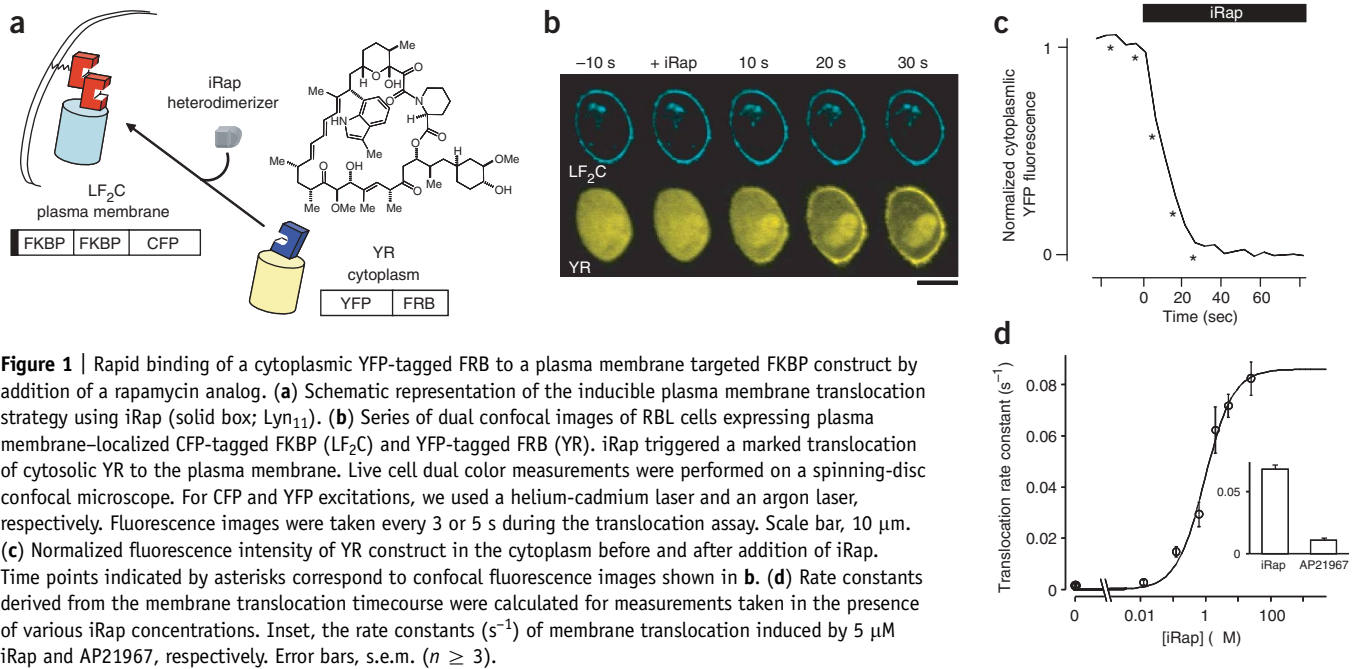 a
iRap
heterodimerizer
LF2C
plasma membrane
FKBP FKBP CFP
YR
cytoplasm
YFP FRB
Me
O
OH
O
O
H
N
O
Me
HN
Me
H
O
O
O
H
OMe
OH
Me
O
OH
OMe
Me
Me
Me
O
Me
b
–10 s + iRap 10 s 20 s 30 s
LF2C
YR
c
iRap
Normalized cytoplasmic
YFP fluorescence
1
0
0 20 40 60
Time (sec)
d
Translocation rate constant (s–1)
0.08
0.06
0.04
0.02
0
0 0.01 1 100
[iRap] ( M)
0.05
0
iRap AP21967
Figure 1 | Rapid binding of a cytoplasmic YFP-tagged FRB to a plasma membrane targeted FKBP construct by
addition of a rapamycin analog. (a) Schematic representation of the inducible plasma membrane translocation
strategy using iRap (solid box; Lyn11). (b) Series of dual confocal images of RBL cells expressing plasma
membrane–localized CFP-tagged FKBP (LF2C) and YFP-tagged FRB (YR). iRap triggered a marked translocation
of cytosolic YR to the plasma membrane. Live cell dual color measurements were performed on a spinning-disc
confocal microscope. For CFP and YFP excitations, we used a helium-cadmium laser and an argon laser,
respectively. Fluorescence images were taken every 3 or 5 s during the translocation assay. Scale bar, 10 μm.
(c) Normalized fluorescence intensity of YR construct in the cytoplasm before and after addition of iRap.
Time points indicated by asterisks correspond to confocal fluorescence images shown in b. (d) Rate constants
derived from the membrane translocation timecourse were calculated for measurements taken in the presence
of various iRap concentrations. Inset, the rate constants (s–1) of membrane translocation induced by 5 μM
iRap and AP21967, respectively. Error bars, s.e.m. (n ≥ 3).